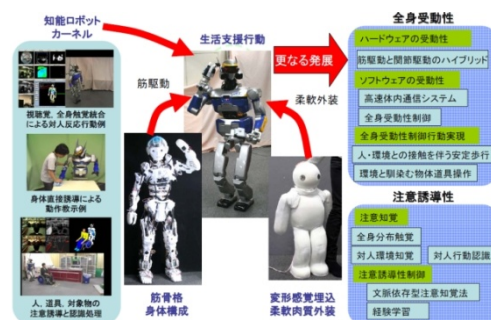 知能ロボット
カーネル
視聴覚、全身触覚統合
による対人反応行動例
身体直接誘導による
動作教示例
人、道具、対象物の
注意誘導と認識処理
生活支援行動
筋駆動
柔軟外装
更なる発展
筋骨格
身体構成
変形感覚埋込
柔軟肉質外装
全身受動性
ハードウェアの受動性
筋駆動と関節駆動のハイブリッド
ソフトウェアの受動性
高速体内通信システム
全身受動性制御
全身受動性制御行動実現
人・環境との接触を伴う安定歩行
環境と馴染む物体道具操作
注意誘導性
注意知覚
全身分布触覚
対人環境知覚
対人行動認識
注意誘導性制御
文脈依存型注意知覚法
経験学習